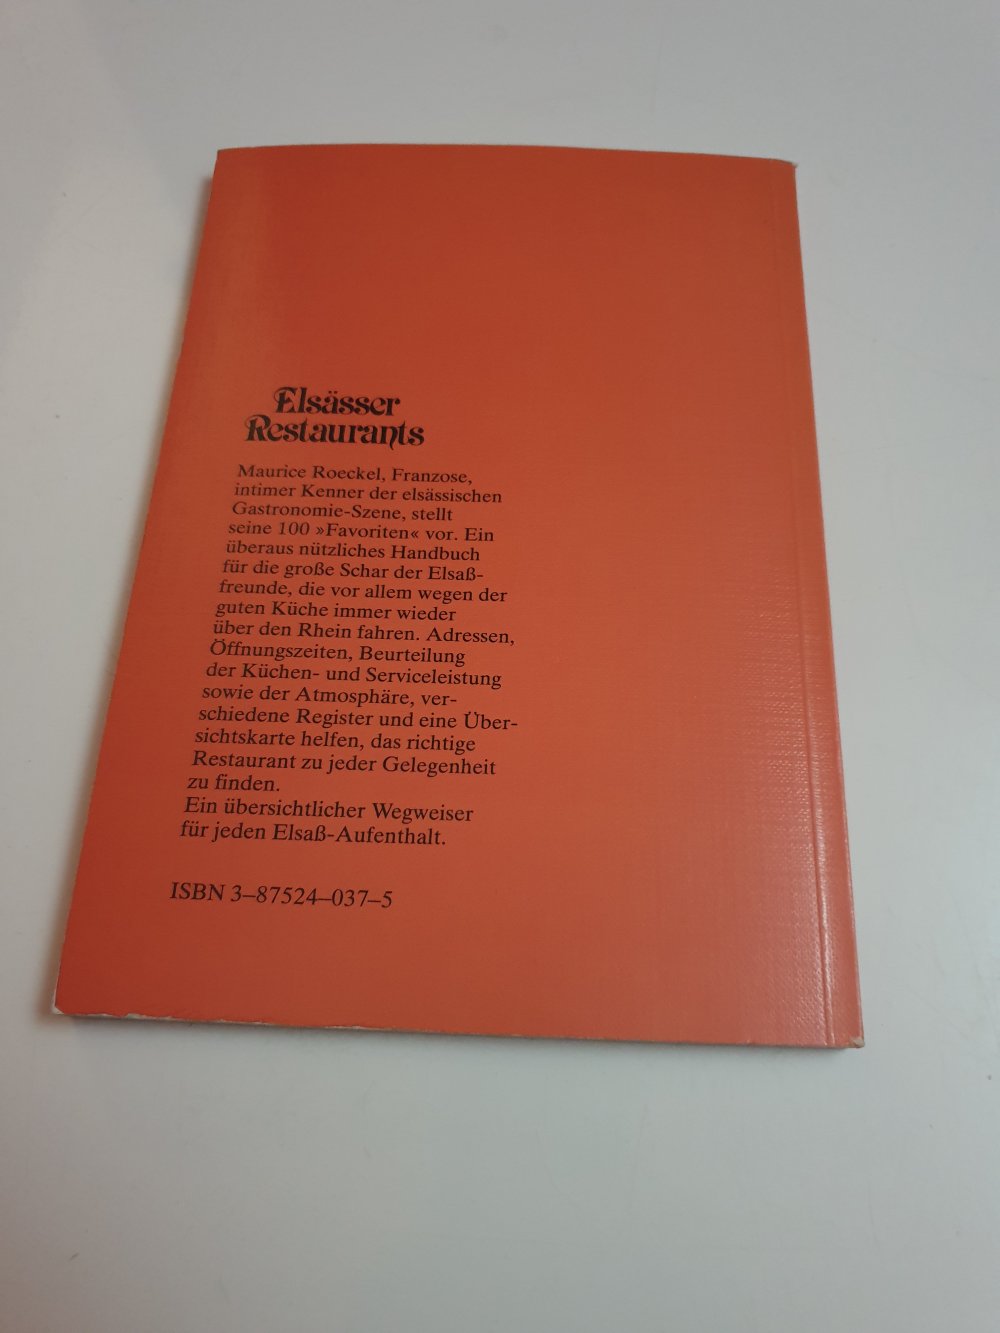 Elsässer
Restaurants
Maurice Roeckel, Franzose,
intimer Kenner der elsässischen
Gastronomie-Szene, stellt
seine 100 »Favoriten« vor. Ein
überaus nützliches Handbuch
für die große Schar der Elsaß-
freunde, die vor allem wegen der
guten Küche immer wieder
über den Rhein fahren. Adressen,
Öffnungszeiten, Beurteilung
der Küchen- und Serviceleistung
sowie der Atmosphäre, ver-
schiedene Register und eine Über-
sichtskarte helfen, das richtige
Restaurant zu jeder Gelegenheit
zu finden.
Ein übersichtlicher Wegweiser
für jeden Elsaß-Aufenthalt.
ISBN 3–87524–037–5